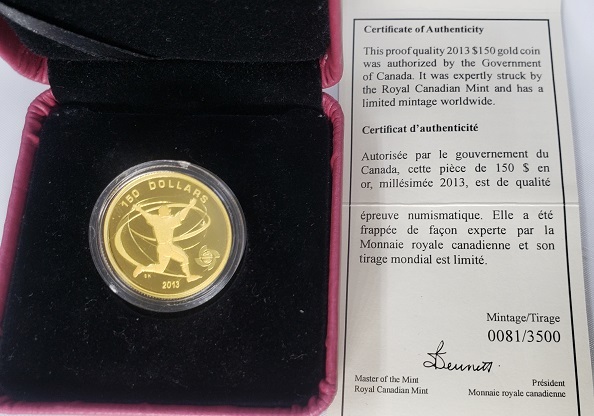 150 DOLLARS
2013
Certificate of Authenticity
This proof quality 2013 $150 gold coin
was authorized by the Government
of Canada. It was expertly struck by
the Royal Canadian Mint and has a
limited mintage worldwide.
Certificat d'authenticité
Autorisée par le gouvernement du
Canada, cette pièce de 150 $ en
or, millésimée 2013, est de qualité
épreuve numismatique. Elle a été
frappée de façon experte par la
Monnaie royale canadienne et son
tirage mondial est limité.
Mintage/Tirage
0081/3500
Master of the Mint
Royal Canadian Mint
Président
Monnaie royale canadienne